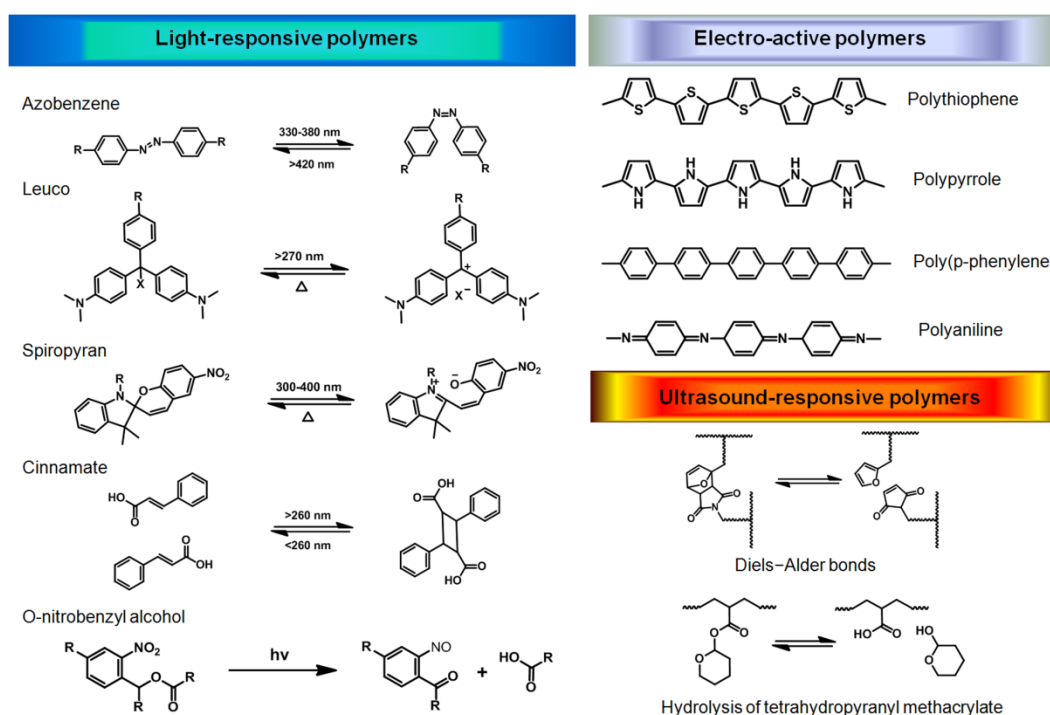 Light-responsive polymers
Azobenzene
R
N=N
R
330-380 nm
>420 nm
N=N
R
R
Leuco
R
X
N
N
>270 nm
Δ
R
+
X−
N
N
Spiropyran
R
N
O
NO2
300-400 nm
Δ
R
N+
O−
NO2
Cinnamate
HO
O
O
OH
>260 nm
<260 nm
O
OH
HO
O
O-nitrobenzyl alcohol
R
NO2
O
R
R
O
hv
R
NO
O
R
+
HO
R
O
Electro-active polymers
S
S
S
S
S
Polythiophene
H
N
H
N
N
H
N
H
N
H
Polypyrrole
Poly(p-phenylene
N
N
N
N
Polyaniline
Ultrasound-responsive polymers
O
O
N
O
O
O
O
Diels–Alder bonds
O
O
O
HO
O
HO
O
Hydrolysis of tetrahydropyranyl methacrylate